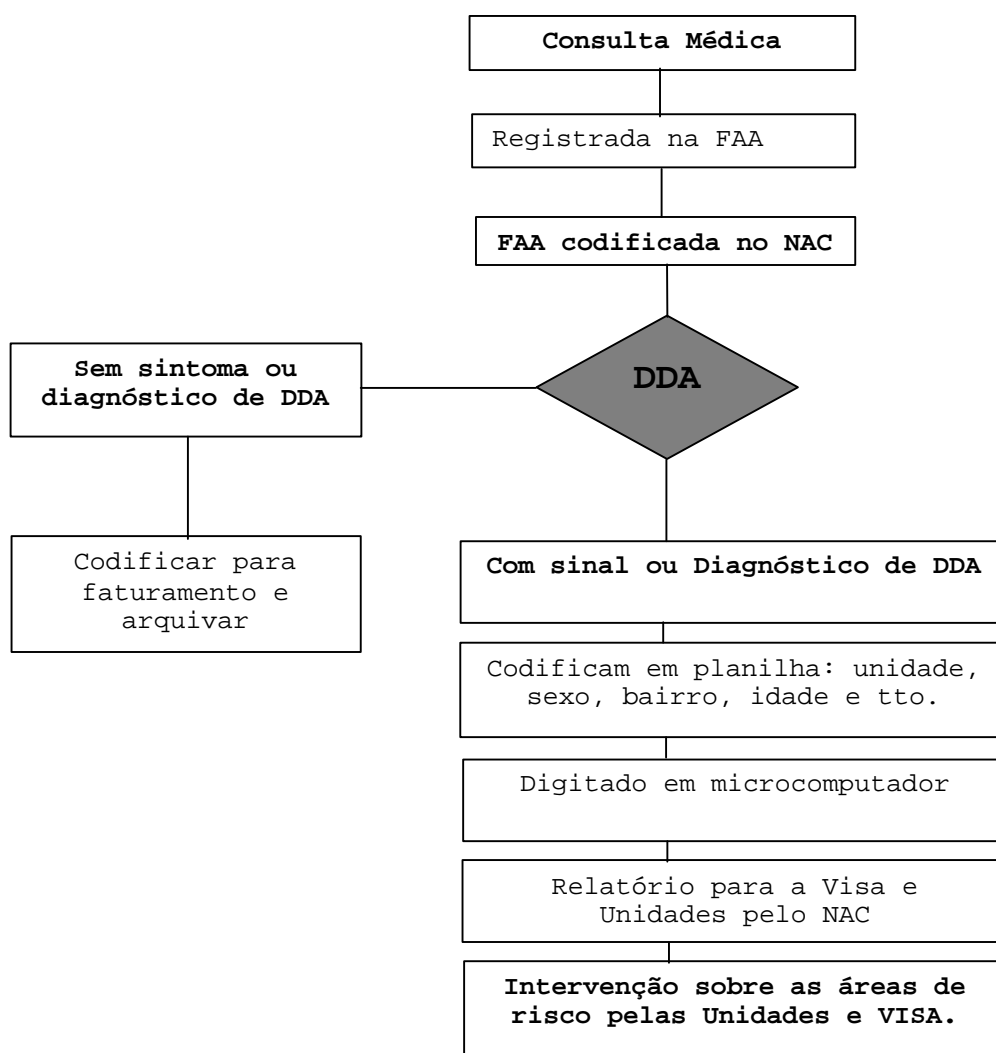 Consulta Médica
Registrada na FAA
FAA codificada no NAC
DDA
Sem sintoma ou
diagnóstico de DDA
Codificar para
faturamento e
arquivar
Com sinal ou Diagnóstico de DDA
Codificam em planilha: unidade,
sexo, bairro, idade e tto.
Digitado em microcomputador
Relatório para a Visa e
Unidades pelo NAC
Intervenção sobre as áreas de
risco pelas Unidades e VISA.